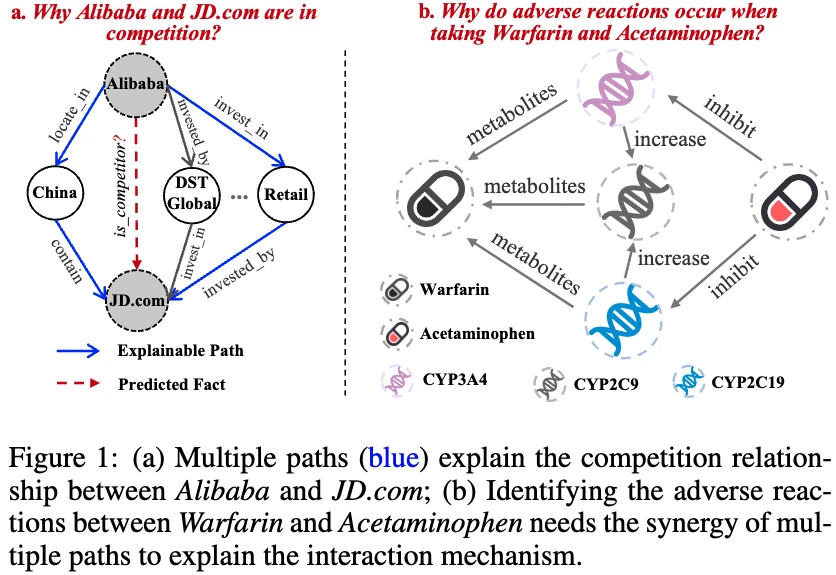 a. Why Alibaba and JD.com are in
competition?
Alibaba
locate_in
invested_by
invest_in
is_competitor?
China
DST
Global
...
Retail
contain
invest_in
invested_by
JD.com
Explainable Path
Predicted Fact
b. Why do adverse reactions occur when
taking Warfarin and Acetaminophen?
metabolites
inhibit
increase
metabolites
metabolites
increase
inhibit
Warfarin
Acetaminophen
CYP3A4
CYP2C9
CYP2C19
Figure 1: (a) Multiple paths (blue) explain the competition relation-
ship between Alibaba and JD.com; (b) Identifying the adverse reac-
tions between Warfarin and Acetaminophen needs the synergy of mul-
tiple paths to explain the interaction mechanism.